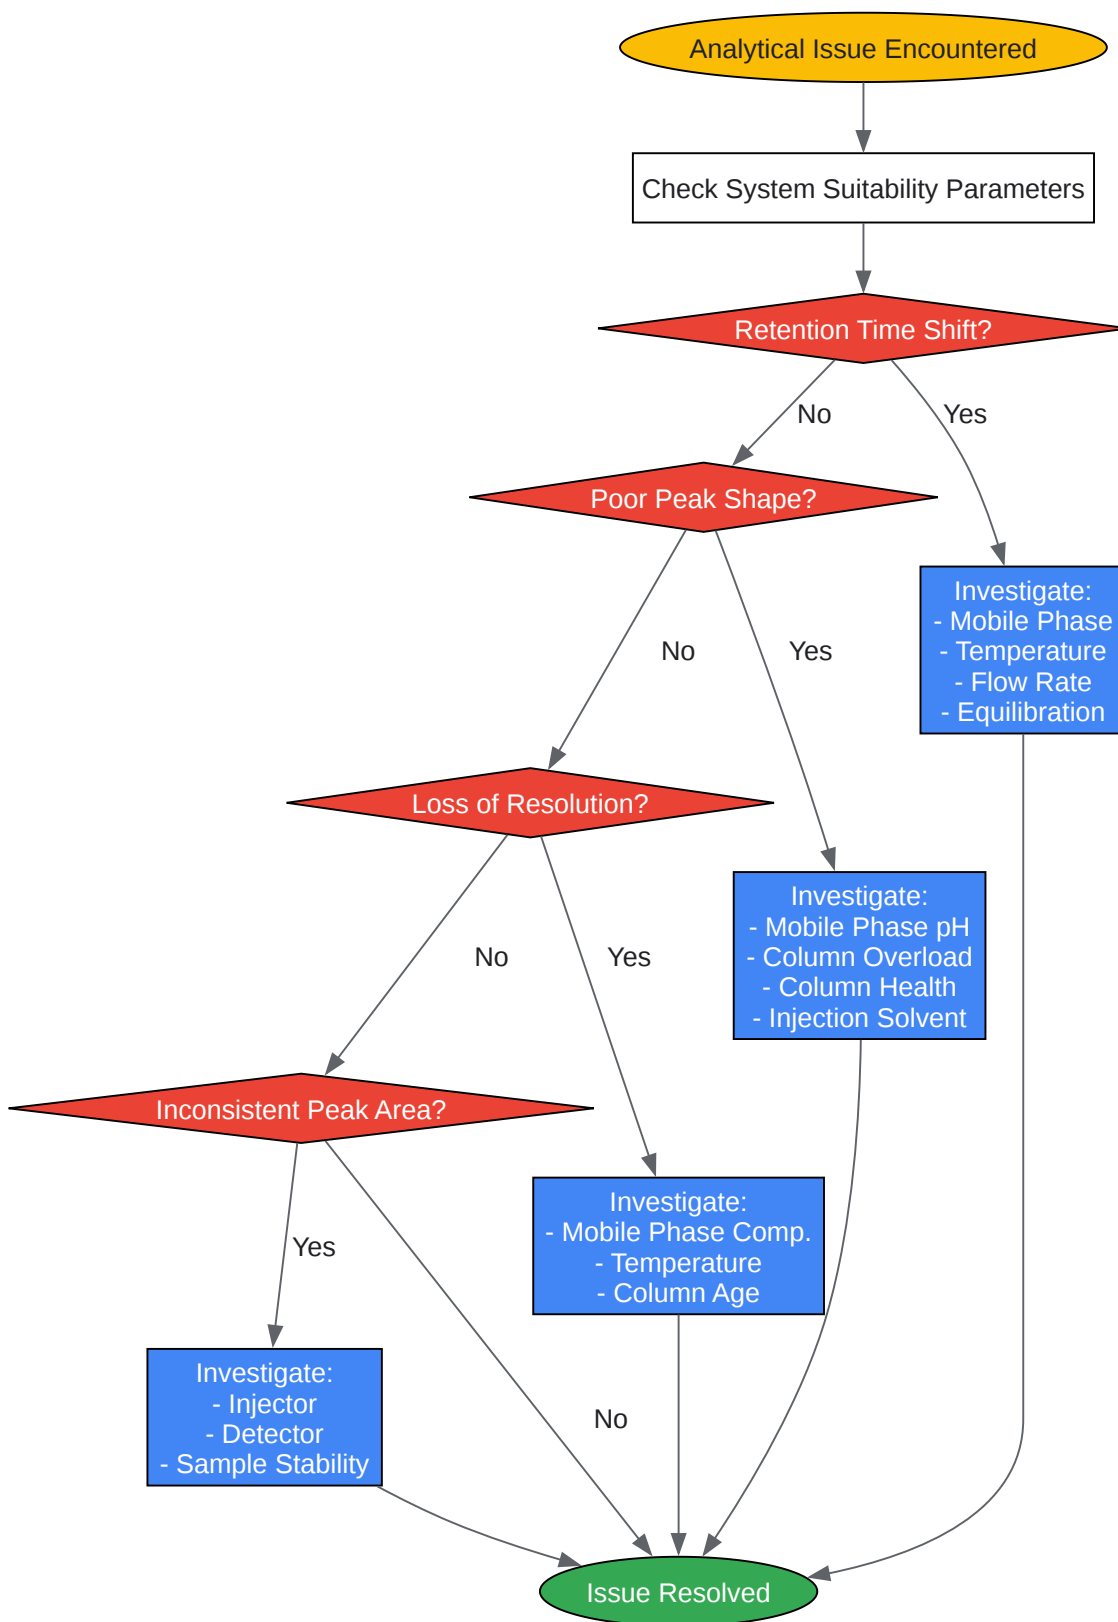 Analytical Issue Encountered
Check System Suitability Parameters
Retention Time Shift?
No
Yes
Poor Peak Shape?
Investigate:
- Mobile Phase
- Temperature
- Flow Rate
- Equilibration
No
Yes
Loss of Resolution?
Investigate:
- Mobile Phase pH
- Column Overload
- Column Health
- Injection Solvent
No
Yes
Inconsistent Peak Area?
Investigate:
- Mobile Phase Comp.
- Temperature
- Column Age
Yes
Investigate:
- Injector
- Detector
- Sample Stability
No
Issue Resolved